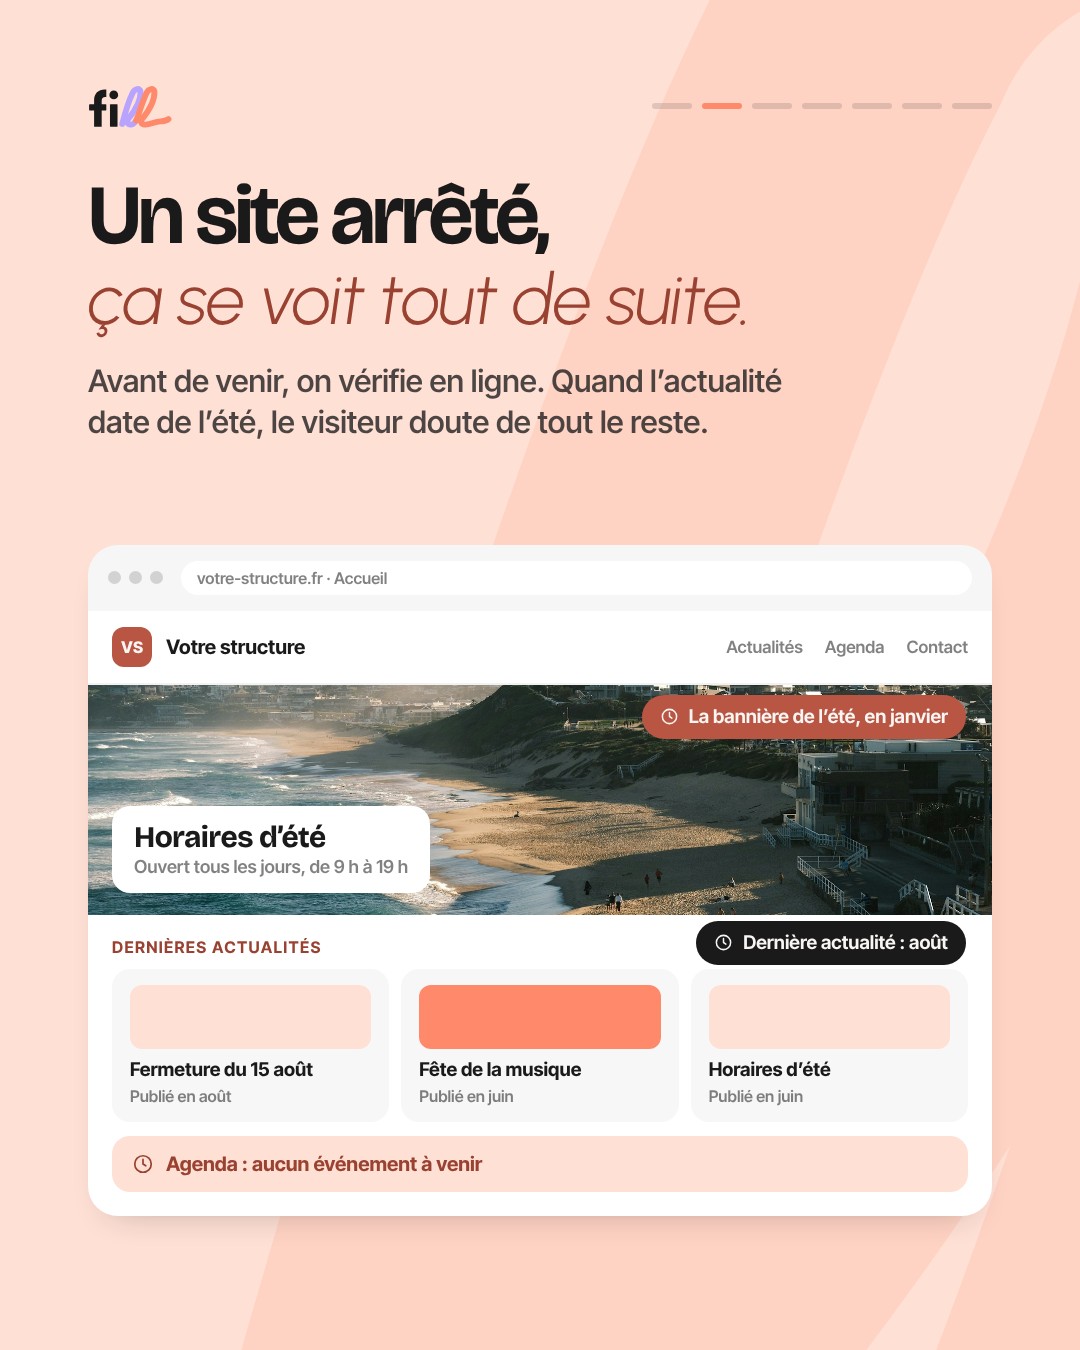 fill
Un site arrêté,
ça se voit tout de suite.
Avant de venir, on vérifie en ligne. Quand l’actualité
date de l’été, le visiteur doute de tout le reste.
votre-structure.fr · Accueil
VS
Votre structure
Actualités
Agenda
Contact
La bannière de l’été, en janvier
Horaires d’été
Ouvert tous les jours, de 9 h à 19 h
DERNIÈRES ACTUALITÉS
Dernière actualité : août
Fermeture du 15 août
Publié en août
Fête de la musique
Publié en juin
Horaires d’été
Publié en juin
Agenda : aucun événement à venir